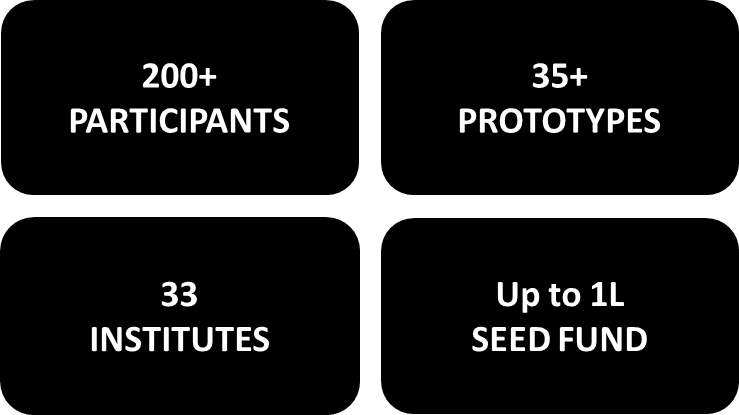 200+
PARTICIPANTS
35+
PROTOTYPES
33
INSTITUTES
Up to 1L
SEED FUND